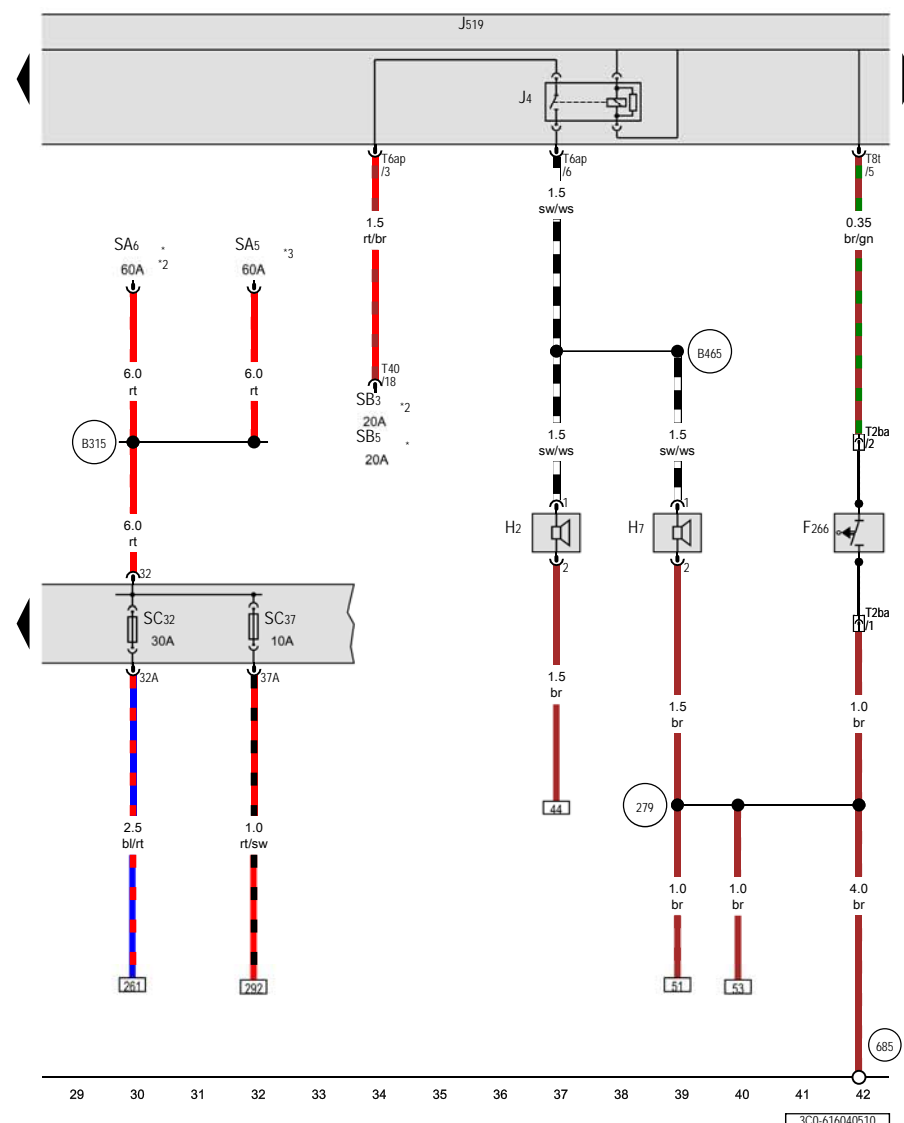 J519
J4
T6ap
/3
T6ap
/6
T8t
/5
1.5
sw/ws
1.5
rt/br
0.35
br/gn
SA6
60A
*2
SA5
60A
*3
6.0
rt
6.0
rt
T40
/18
SB3
20A
*2
SB5
20A
*
B465
B315
1.5
sw/ws
1.5
sw/ws
T2ba
/2
6.0
rt
1
1
H2
H7
F266
2
2
32
SC32
30A
SC37
10A
T2ba
/1
32A
37A
1.5
br
1.5
br
1.0
br
44
279
2.5
bl/rt
1.0
rt/sw
1.0
br
1.0
br
4.0
br
261
292
51
53
685
29 30 31 32 33 34 35 36 37 38 39 40 41 42
3C0-616040510